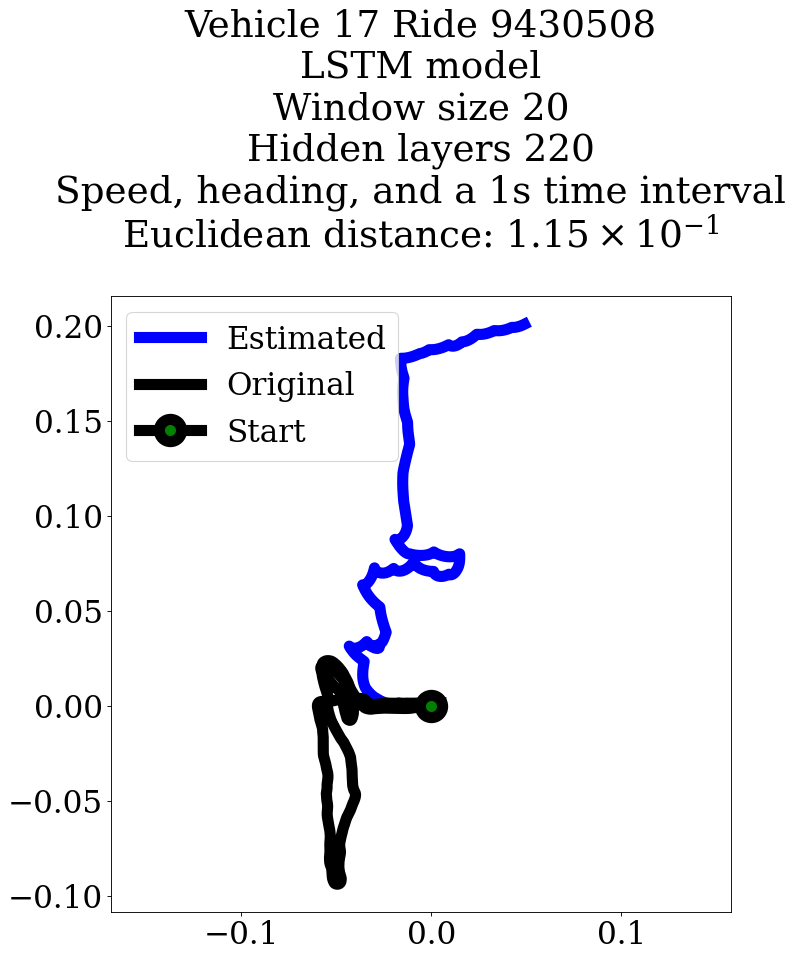 Vehicle 17 Ride 9430508
LSTM model
Window size 20
Hidden layers 220
Speed, heading, and a 1s time interval
Euclidean distance: 1.15 × 10⁻¹
Estimated
Original
Start
0.20
0.15
0.10
0.05
0.00
−0.05
−0.10
−0.1 0.0 0.1